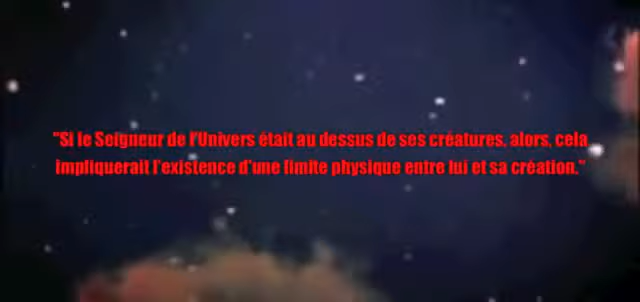 "Si le Seigneur de l'Univers était au dessus de ses créatures, alors, cela
impliquerait l'existence d'une limite physique entre lui et sa création."